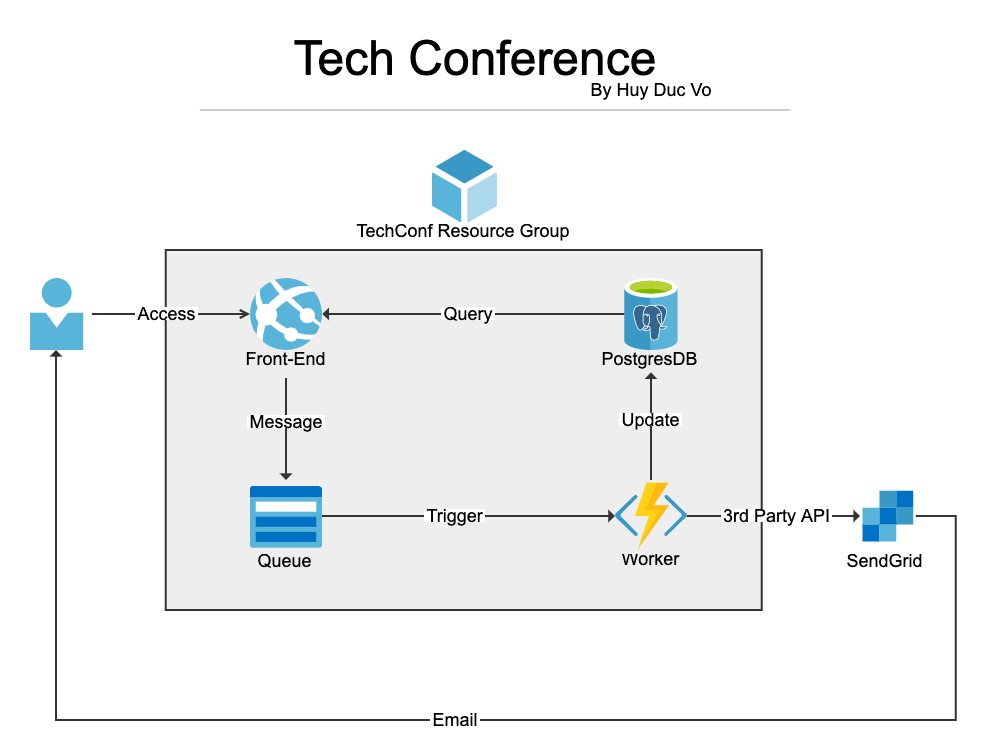 Tech Conference
By Huy Duc Vo
TechConf Resource Group
Access
Query
Front-End
PostgresDB
Message
Update
Trigger
3rd Party API
Queue
Worker
SendGrid
Email